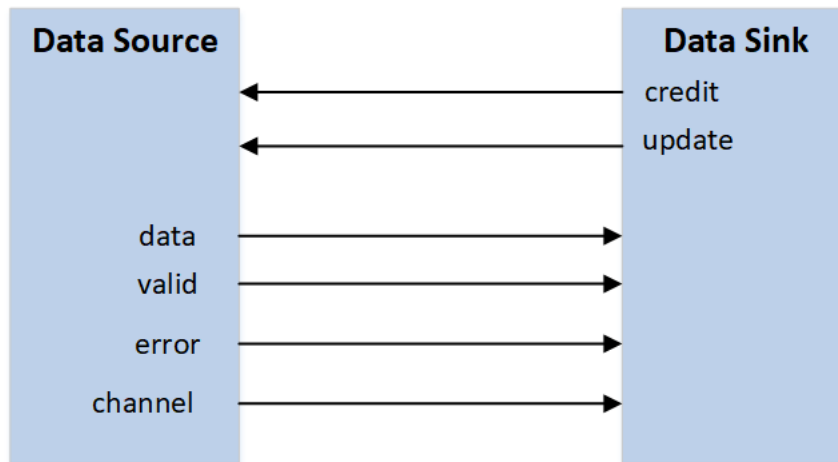 Data Source
Data Sink
credit
update
data
valid
error
channel